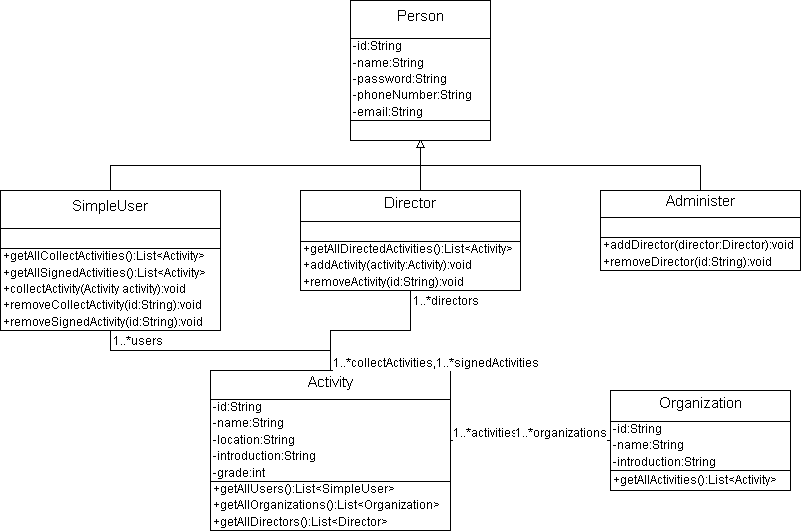 Person
-id:String
-name:String
-password:String
-phoneNumber:String
-email:String
SimpleUser
+getAllCollectActivities():List<Activity>
+getAllSignedActivities():List<Activity>
+collectActivity(Activity activity):void
+removeCollectActivity(id:String):void
+removeSignedActivity(id:String):void
Director
+getAllDirectedActivities():List<Activity>
+addActivity(activity:Activity):void
+removeActivity(id:String):void
Administer
+addDirector(director:Director):void
+removeDirector(id:String):void
1..*directors
1..*users
1..*collectActivities,1..*signedActivities
Activity
-id:String
-name:String
-location:String
-introduction:String
-grade:int
+getAllUsers():List<SimpleUser>
+getAllOrganizations():List<Organization>
+getAllDirectors():List<Director>
1..*activities
1..*organizations
Organization
-id:String
-name:String
-introduction:String
+getAllActivities():List<Activity>